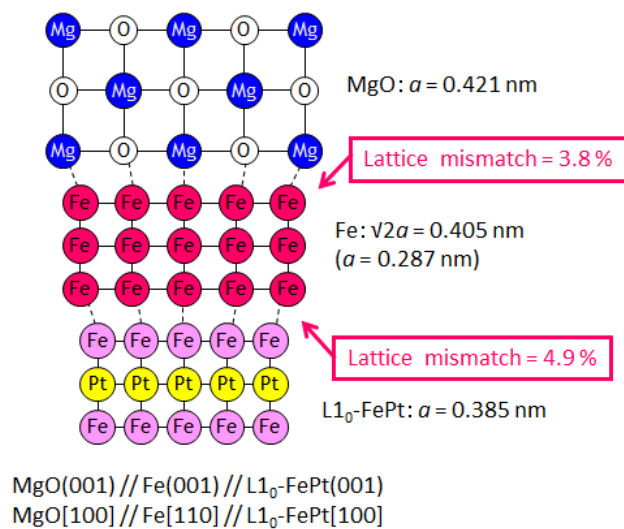 Mg O Mg O Mg
O Mg O Mg O
MgO: a = 0.421 nm
Mg O Mg O Mg
Lattice mismatch = 3.8 %
Fe Fe Fe Fe Fe
Fe: √2a = 0.405 nm
Fe Fe Fe Fe Fe
(a = 0.287 nm)
Fe Fe Fe Fe Fe
Fe Fe Fe Fe Fe
Lattice mismatch = 4.9 %
Pt Pt Pt Pt Pt
L1₀-FePt: a = 0.385 nm
Fe Fe Fe Fe Fe
MgO(001) // Fe(001) // L1₀-FePt(001)
MgO[100] // Fe[110] // L1₀-FePt[100]